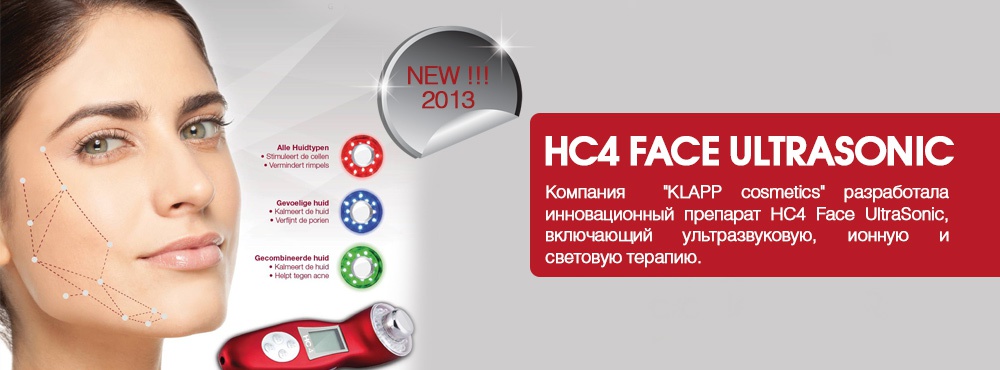 NEW !!!
2013
Alle Huidtypen
• Stimuleert de cellen
• Vermindert rimpels
Gevoelige huid
• Kalmeert de huid
• Verfijnt de poriën
Gecombineerde huid
• Kalmeert de huid
• Helpt tegen acne
HC4
HC4 FACE ULTRASONIC
Компания "KLAPP cosmetics" разработала
инновационный препарат HC4 Face UltraSonic,
включающий ультразвуковую, ионную и
световую терапию.